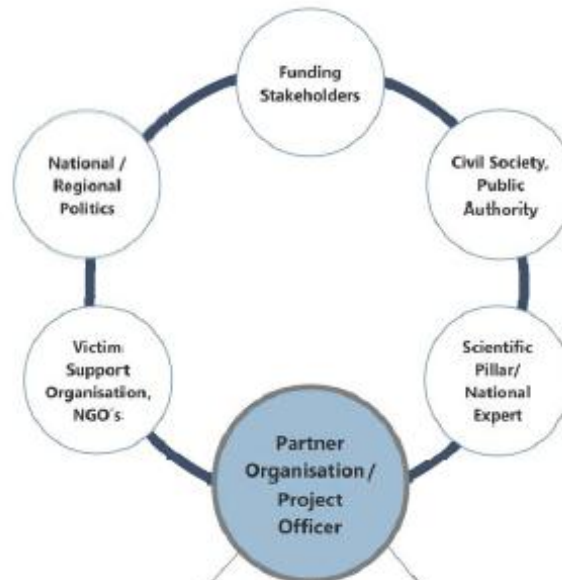 Funding
Stakeholders
National /
Regional
Politics
Civil Society,
Public
Authority
Victim
Support
Organisation,
NGO´s
Scientific
Pillar/
National
Expert
Partner
Organisation /
Project
Officer